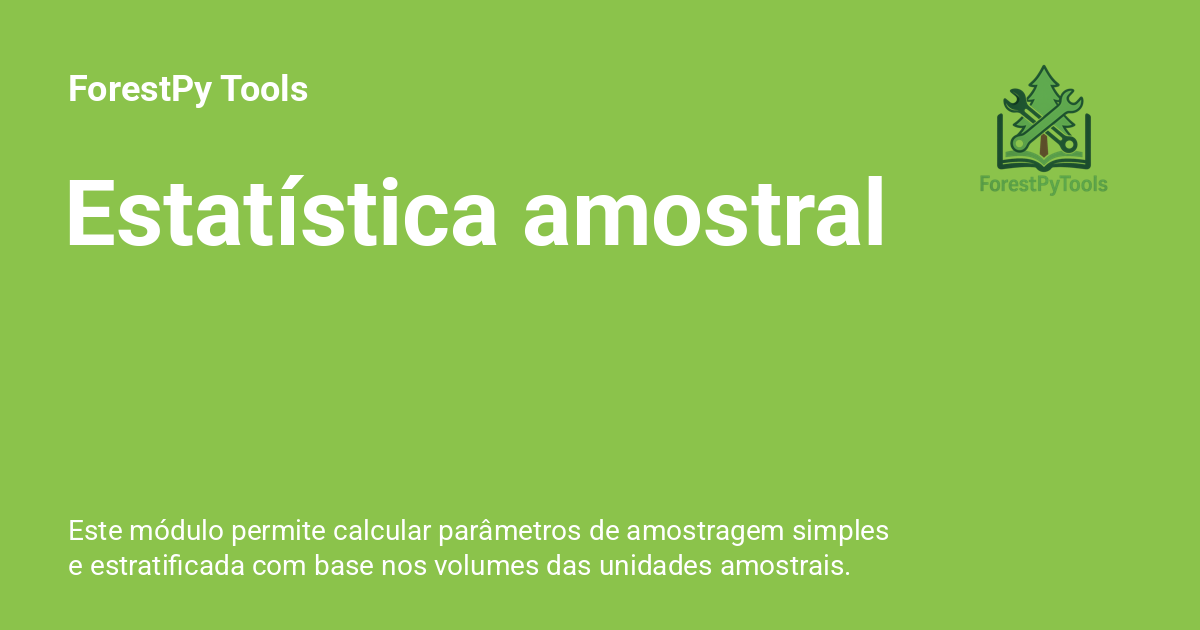 ForestPy Tools
ForestPyTools
Estatística amostral
Este módulo permite calcular parâmetros de amostragem simples
e estratificada com base nos volumes das unidades amostrais.